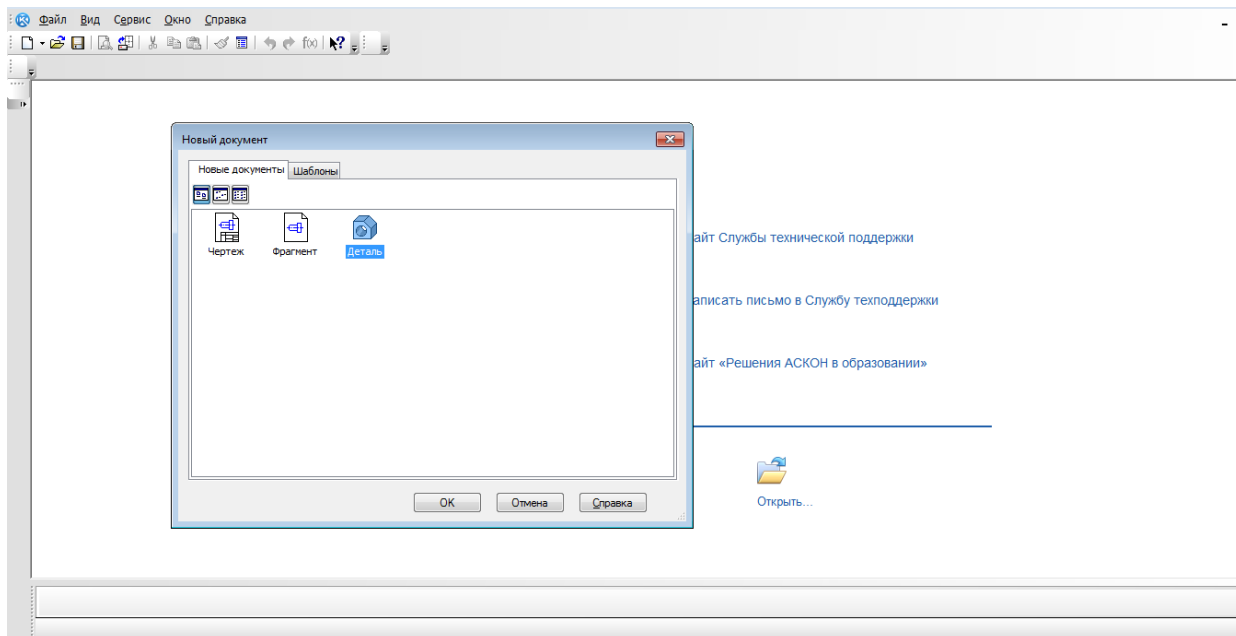 Файл Вид Сервис Окно Справка
f(x)
Новый документ
Новые документы Шаблоны
Чертеж Фрагмент Деталь
айт Службы технической поддержки
аписать письмо в Службу техподдержки
айт «Решения АСКОН в образовании»
OK Отмена Справка
Открыть...